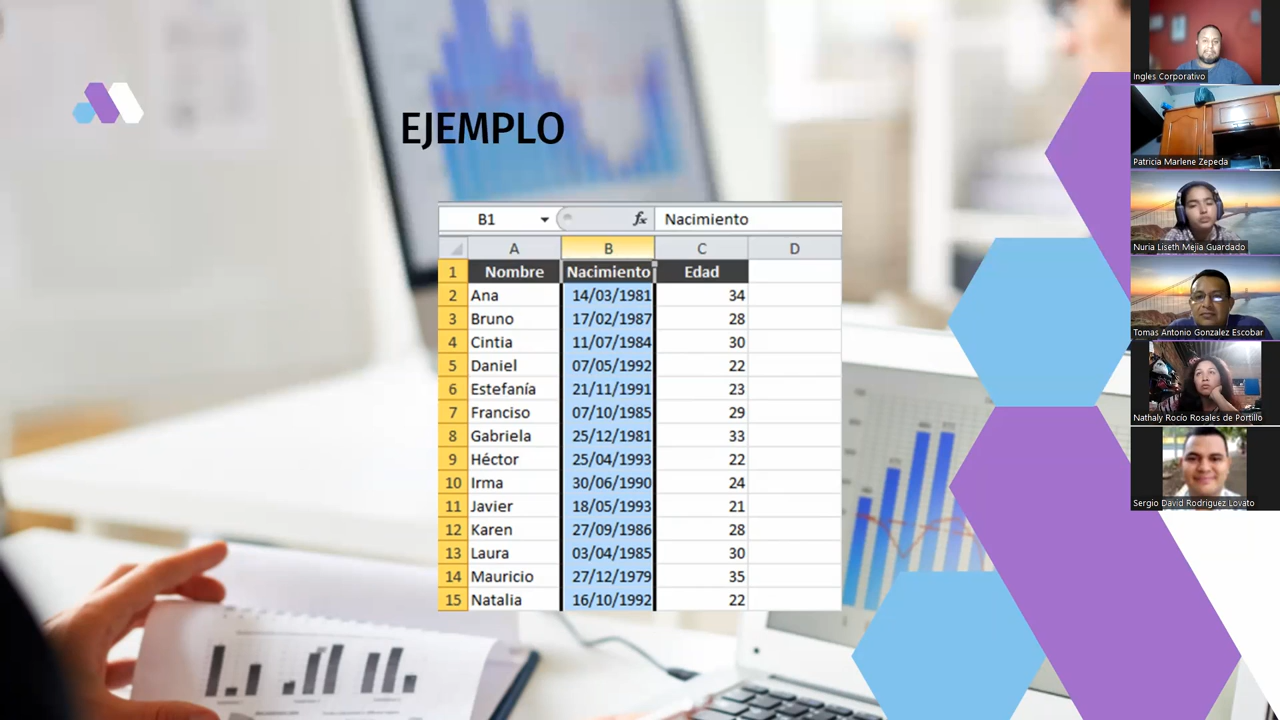 EJEMPLO
B1 fx Nacimiento
A B C D
1 Nombre Nacimiento Edad
2 Ana 14/03/1981 34
3 Bruno 17/02/1987 28
4 Cintia 11/07/1984 30
5 Daniel 07/05/1992 22
6 Estefanía 21/11/1991 23
7 Franciso 07/10/1985 29
8 Gabriela 25/12/1981 33
9 Héctor 25/04/1993 22
10 Irma 30/06/1990 24
11 Javier 18/05/1993 21
12 Karen 27/09/1986 28
13 Laura 03/04/1985 30
14 Mauricio 27/12/1979 35
15 Natalia 16/10/1992 22
Ingles Corporativo
Patricia Marlene Zepeda
Nuria Liseth Mejía Guardado
Tomas Antonio Gonzalez Escobar
Nathaly Rocío Rosales de Portillo
Sergio David Rodriguez Lovato